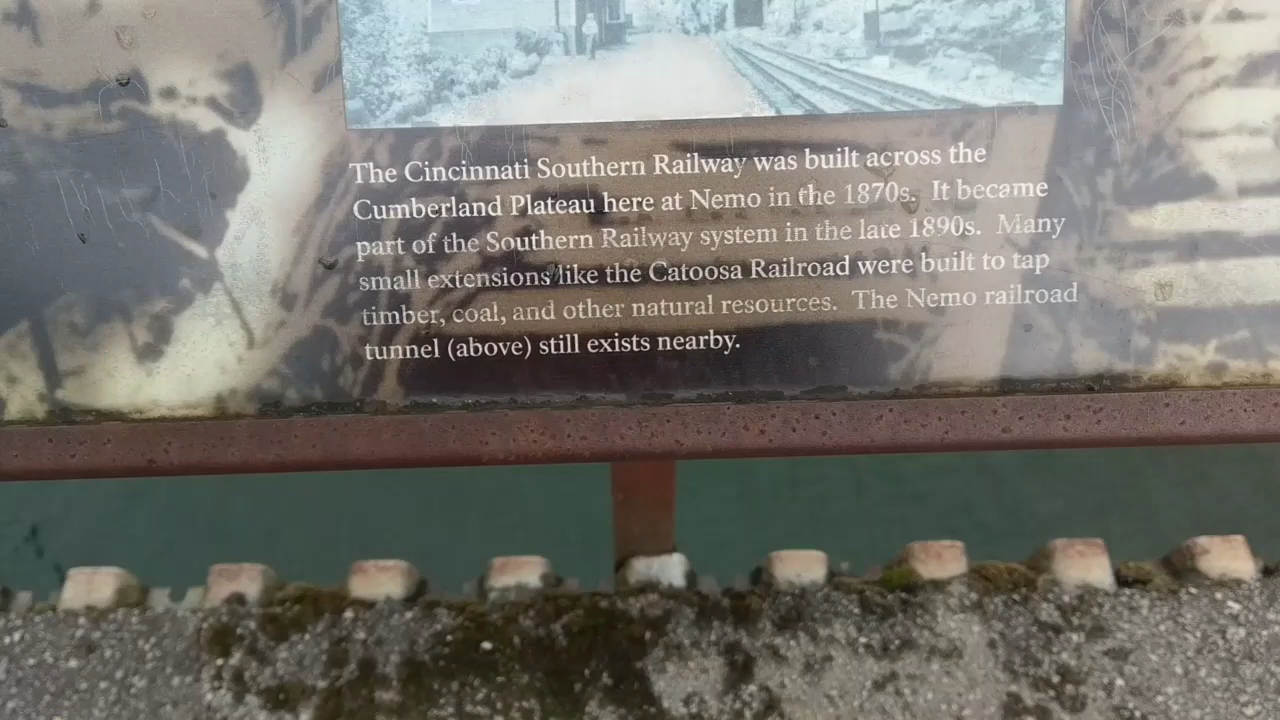 The Cincinnati Southern Railway was built across the
Cumberland Plateau here at Nemo in the 1870s. It became
part of the Southern Railway system in the late 1890s. Many
small extensions like the Catoosa Railroad were built to tap
timber, coal, and other natural resources. The Nemo railroad
tunnel (above) still exists nearby.